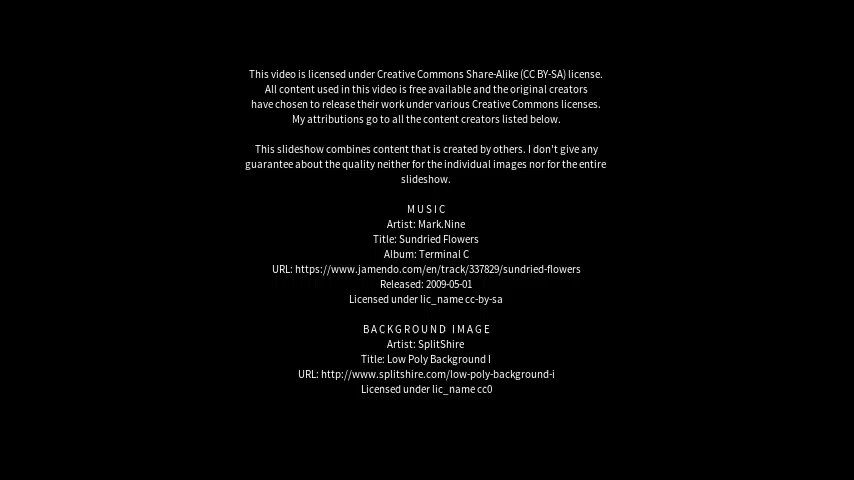 This video is licensed under Creative Commons Share-Alike (CC BY-SA) license.
All content used in this video is free available and the original creators
have chosen to release their work under various Creative Commons licenses.
My attributions go to all the content creators listed below.
This slideshow combines content that is created by others. I don't give any
guarantee about the quality neither for the individual images nor for the entire
slideshow.
MUSIC
Artist: Mark.Nine
Title: Sundried Flowers
Album: Terminal C
URL: https://www.jamendo.com/en/track/337829/sundried-flowers
Released: 2009-05-01
Licensed under lic_name cc-by-sa
BACKGROUND IMAGE
Artist: SplitShire
Title: Low Poly Background I
URL: http://www.splitshire.com/low-poly-background-i
Licensed under lic_name cc0